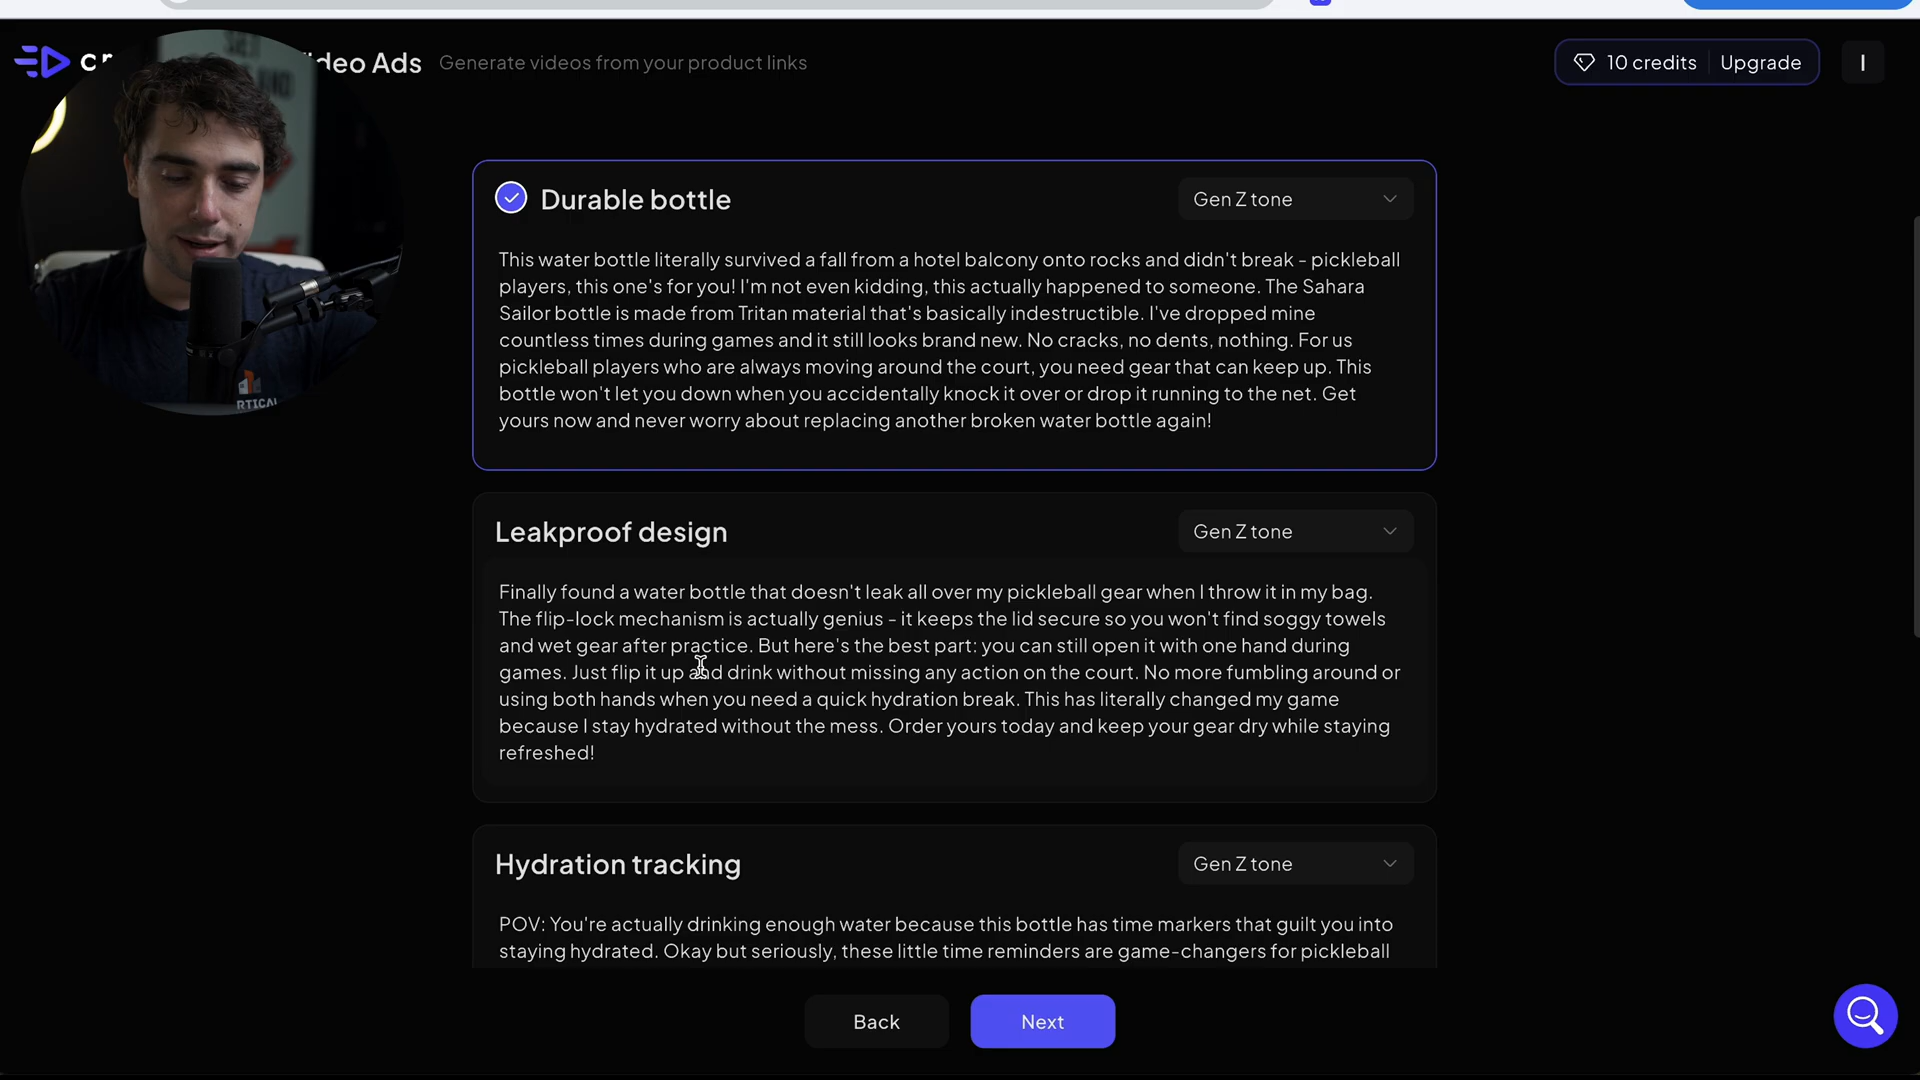 cr
deo Ads
Generate videos from your product links
10 credits
Upgrade
I
Durable bottle
Gen Z tone
This water bottle literally survived a fall from a hotel balcony onto rocks and didn't break - pickleball
players, this one's for you! I'm not even kidding, this actually happened to someone. The Sahara
Sailor bottle is made from Tritan material that's basically indestructible. I've dropped mine
countless times during games and it still looks brand new. No cracks, no dents, nothing. For us
pickleball players who are always moving around the court, you need gear that can keep up. This
bottle won't let you down when you accidentally knock it over or drop it running to the net. Get
yours now and never worry about replacing another broken water bottle again!
Leakproof design
Gen Z tone
Finally found a water bottle that doesn't leak all over my pickleball gear when I throw it in my bag.
The flip-lock mechanism is actually genius - it keeps the lid secure so you won't find soggy towels
and wet gear after practice. But here's the best part: you can still open it with one hand during
games. Just flip it up and drink without missing any action on the court. No more fumbling around or
using both hands when you need a quick hydration break. This has literally changed my game
because I stay hydrated without the mess. Order yours today and keep your gear dry while staying
refreshed!
Hydration tracking
Gen Z tone
POV: You're actually drinking enough water because this bottle has time markers that guilt you into
staying hydrated. Okay but seriously, these little time reminders are game-changers for pickleball
Back
Next
RTICAL